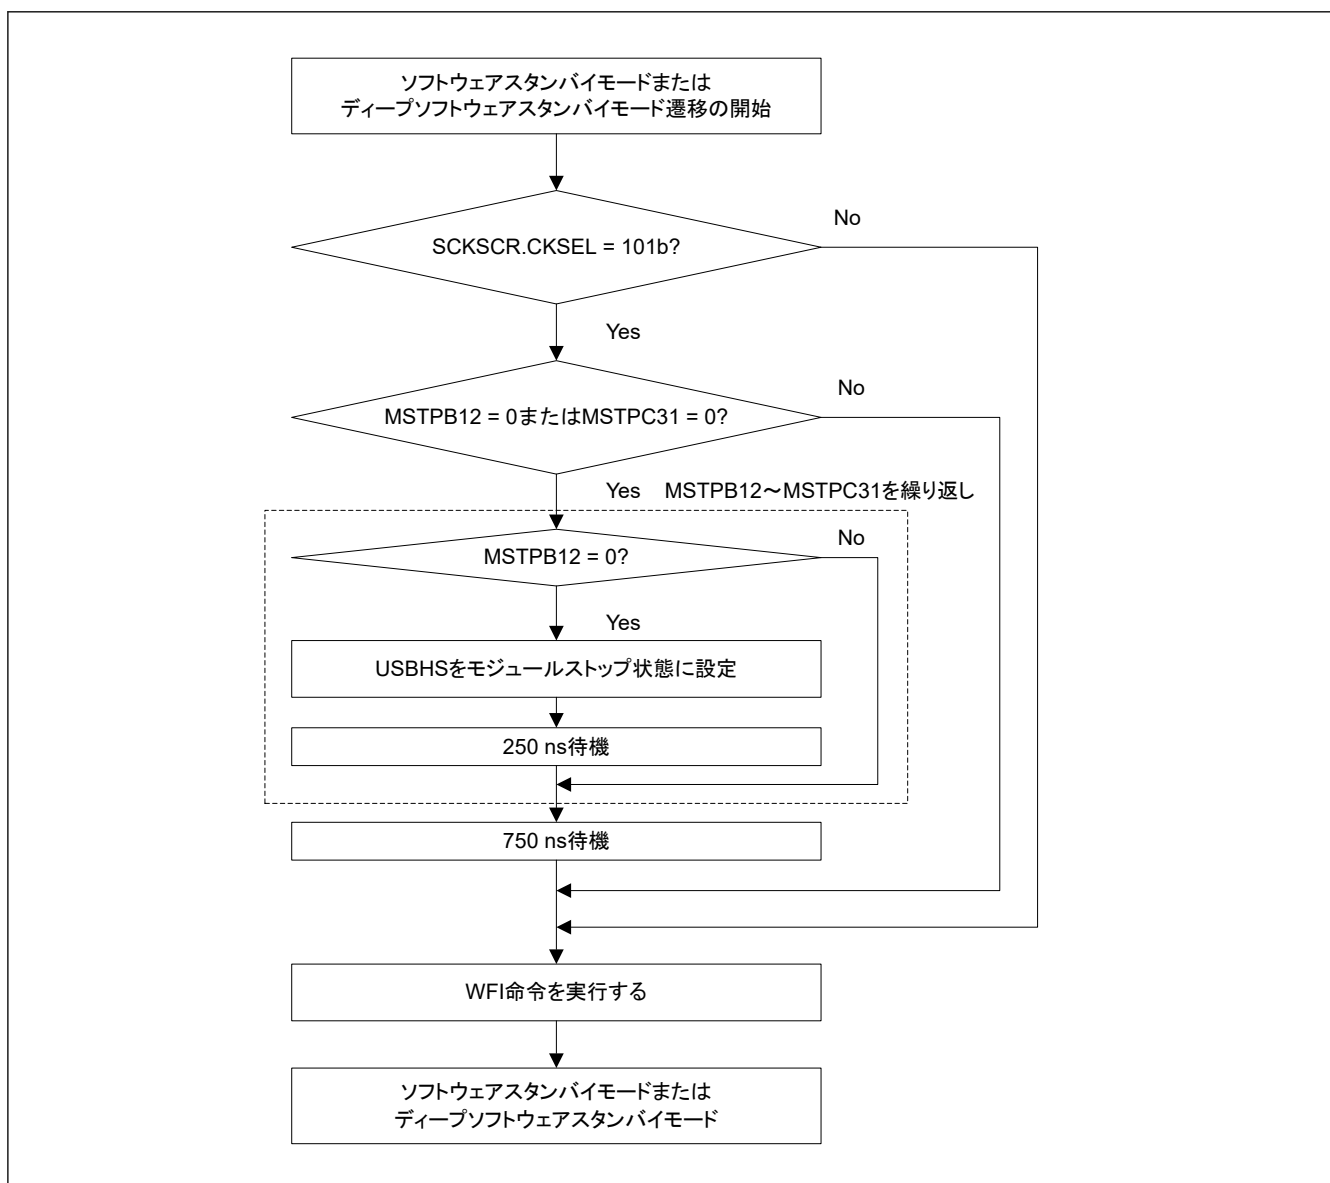 ソフトウェアスタンバイモードまたは
ディープソフトウェアスタンバイモード遷移の開始
No
SCKSCR.CKSEL = 101b?
Yes
No
MSTPB12 = 0またはMSTPC31 = 0?
Yes
MSTPB12～MSTPC31を繰り返し
No
MSTPB12 = 0?
Yes
USBHSをモジュールストップ状態に設定
250 ns待機
750 ns待機
WFI命令を実行する
ソフトウェアスタンバイモードまたは
ディープソフトウェアスタンバイモード